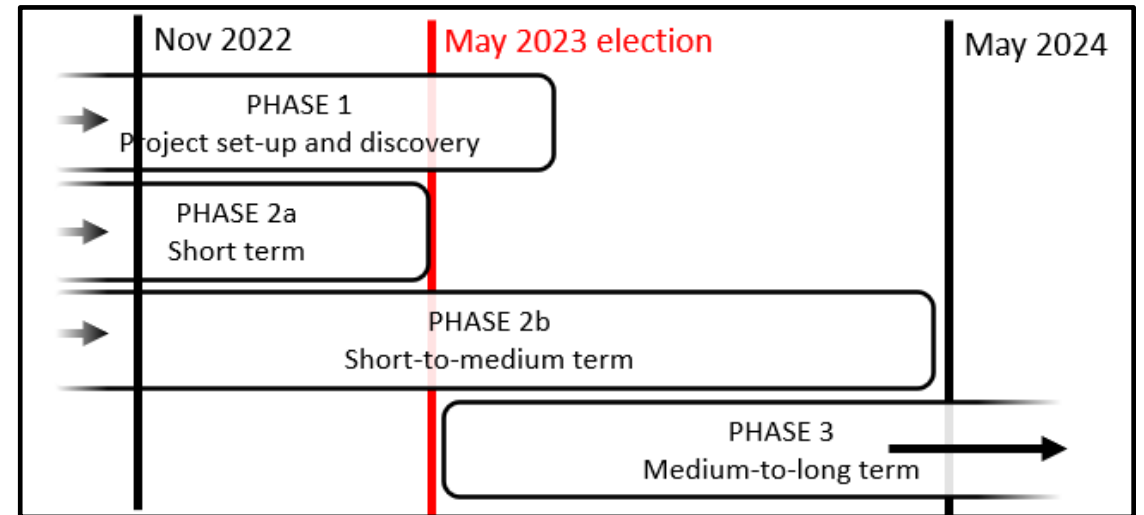 Nov 2022
May 2023 election
May 2024
PHASE 1
Project set-up and discovery
PHASE 2a
Short term
PHASE 2b
Short-to-medium term
PHASE 3
Medium-to-long term